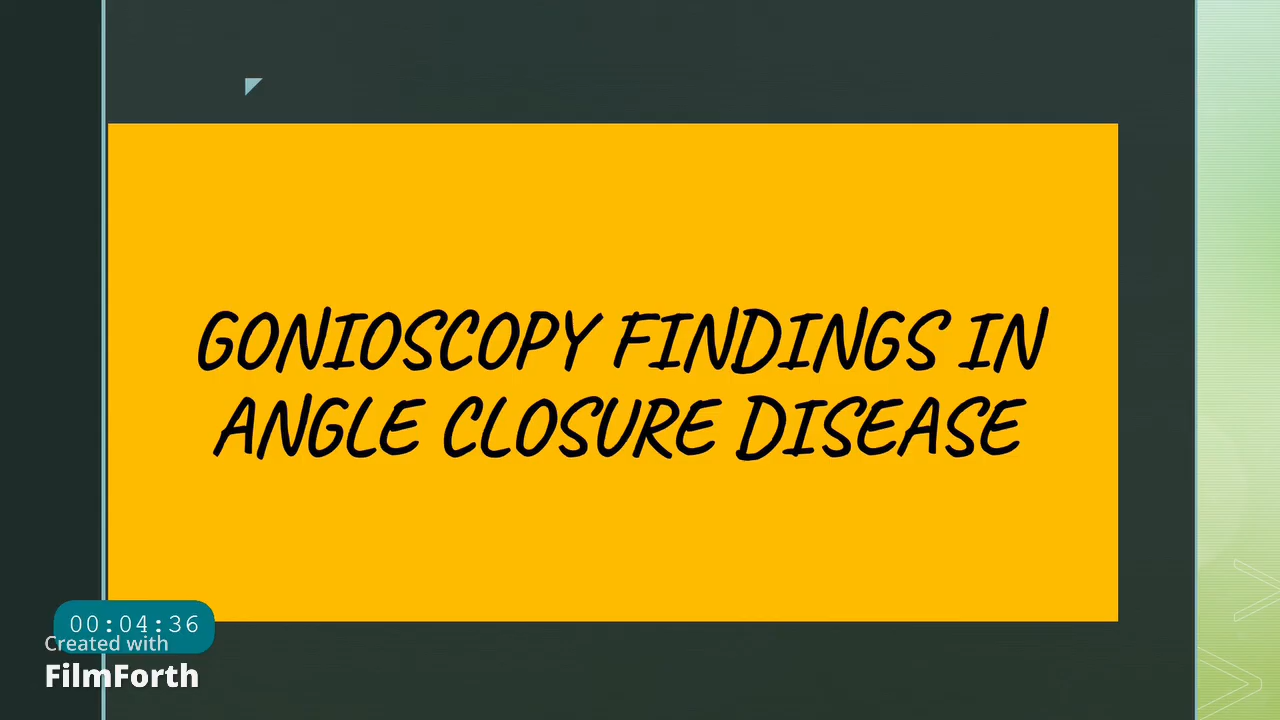 GONIOSCOPY FINDINGS IN
ANGLE CLOSURE DISEASE
00:04:36
Created with
FilmForth